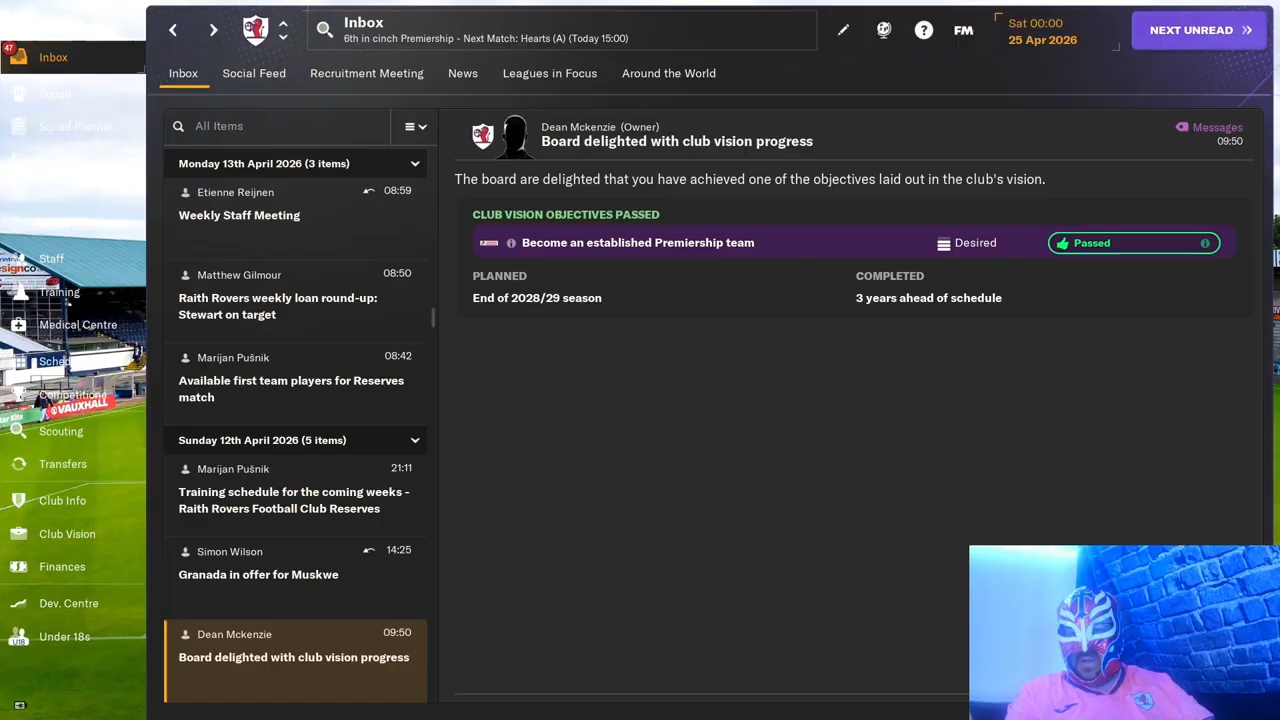 Inbox
6th in cinch Premiership - Next Match: Hearts (A) (Today 15:00)
?
FM
Sat 00:00
25 Apr 2026
NEXT UNREAD
47
Inbox
Squad
Squad Planner
Staff
Training
Medical Centre
Sched
Competitions
VAUXHALL
Scouting
Transfers
Club Info
Club Vision
Finances
Dev. Centre
U18
Under 18s
Inbox
Social Feed
Recruitment Meeting
News
Leagues in Focus
Around the World
All Items
Monday 13th April 2026 (3 items)
Etienne Reijnen
08:59
Weekly Staff Meeting
Matthew Gilmour
08:50
Raith Rovers weekly loan round-up:
Stewart on target
Marijan Pušnik
08:42
Available first team players for Reserves
match
Sunday 12th April 2026 (5 items)
Marijan Pušnik
21:11
Training schedule for the coming weeks -
Raith Rovers Football Club Reserves
Simon Wilson
14:25
Granada in offer for Muskwe
Dean Mckenzie
09:50
Board delighted with club vision progress
Dean Mckenzie (Owner)
Board delighted with club vision progress
Messages
09:50
The board are delighted that you have achieved one of the objectives laid out in the club's vision.
CLUB VISION OBJECTIVES PASSED
Become an established Premiership team
Desired
Passed
PLANNED
COMPLETED
End of 2028/29 season
3 years ahead of schedule